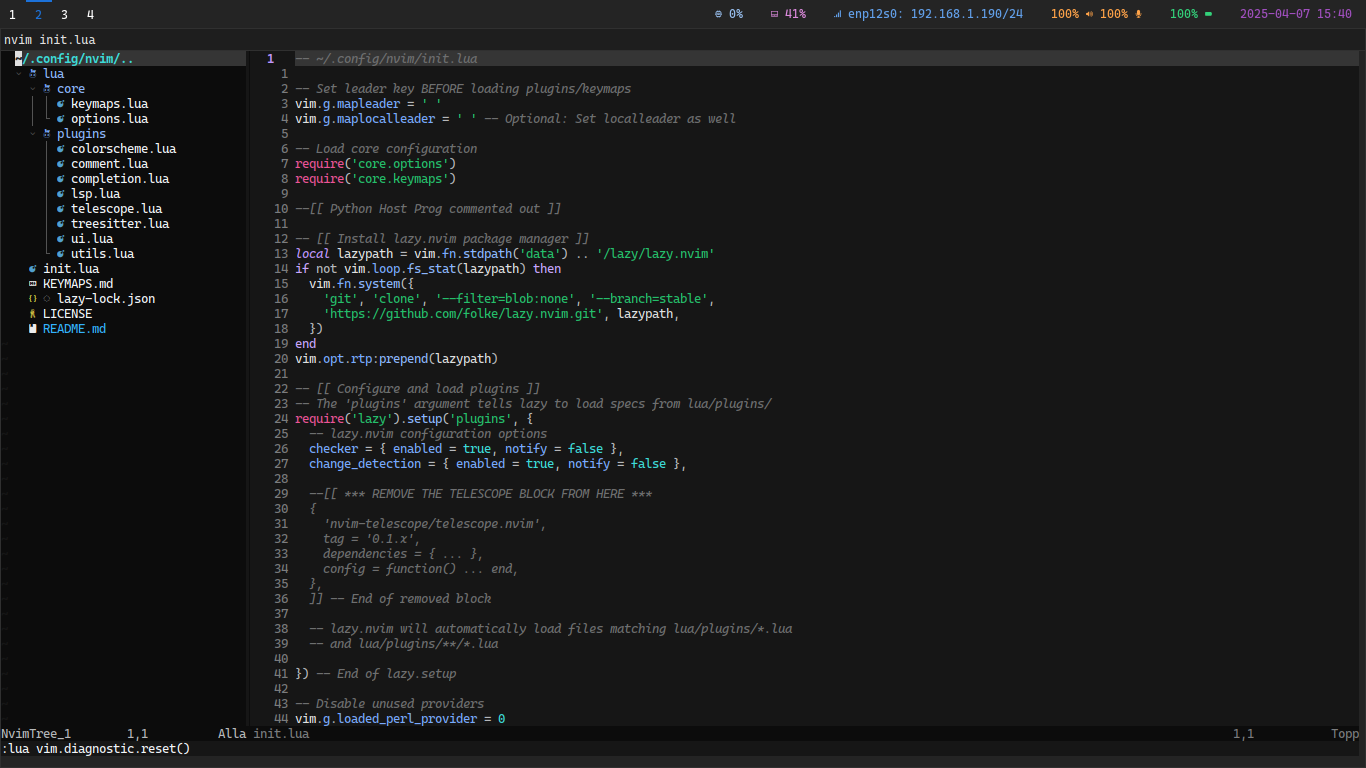 1 2 3 4 0% 41% enp12s0: 192.168.1.190/24 100% 100% 100% 2025-04-07 15:40
nvim init.lua
~/.config/nvim/..
lua
core
keymaps.lua
options.lua
plugins
colorscheme.lua
comment.lua
completion.lua
lsp.lua
telescope.lua
treesitter.lua
ui.lua
utils.lua
init.lua
KEYMAPS.md
{} lazy-lock.json
LICENSE
README.md
1 -- ~/.config/nvim/init.lua
1
2 -- Set leader key BEFORE loading plugins/keymaps
3 vim.g.mapleader = ' '
4 vim.g.maplocalleader = ' ' -- Optional: Set localleader as well
5
6 -- Load core configuration
7 require('core.options')
8 require('core.keymaps')
9
10 --[[ Python Host Prog commented out ]]
11
12 -- [[ Install lazy.nvim package manager ]]
13 local lazypath = vim.fn.stdpath('data') .. '/lazy/lazy.nvim'
14 if not vim.loop.fs_stat(lazypath) then
15   vim.fn.system({
16     'git', 'clone', '--filter=blob:none', '--branch=stable',
17     'https://github.com/folke/lazy.nvim.git', lazypath,
18   })
19 end
20 vim.opt.rtp:prepend(lazypath)
21
22 -- [[ Configure and load plugins ]]
23 -- The 'plugins' argument tells lazy to load specs from lua/plugins/
24 require('lazy').setup('plugins', {
25   -- lazy.nvim configuration options
26   checker = { enabled = true, notify = false },
27   change_detection = { enabled = true, notify = false },
28
29   --[[ *** REMOVE THE TELESCOPE BLOCK FROM HERE ***
30   {
31     'nvim-telescope/telescope.nvim',
32     tag = '0.1.x',
33     dependencies = { ... },
34     config = function() ... end,
35   },
36   ]] -- End of removed block
37
38   -- lazy.nvim will automatically load files matching lua/plugins/*.lua
39   -- and lua/plugins/**/*.lua
40
41 }) -- End of lazy.setup
42
43 -- Disable unused providers
44 vim.g.loaded_perl_provider = 0
NvimTree_1 1,1 Alla init.lua 1,1 Topp
:lua vim.diagnostic.reset()